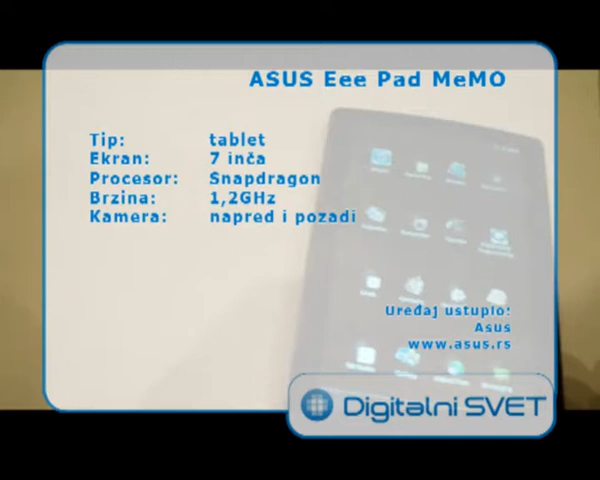 ASUS Eee Pad MeMO
Tip: tablet
Ekran: 7 inča
Procesor: Snapdragon
Brzina: 1,2GHz
Kamera: napred i pozadi
Uređaj ustuplo:
Asus
www.asus.rs
Digitalni SVET